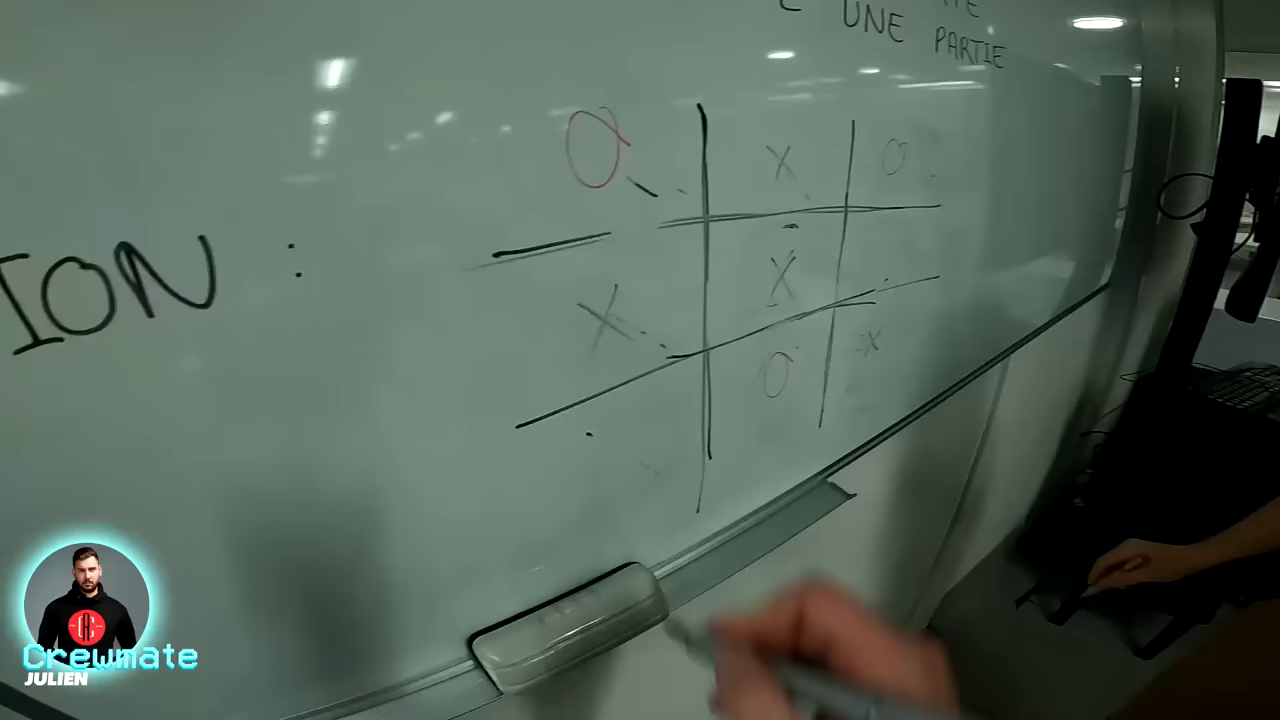 UNE
PARTIE
ION :
O X O
X X
O X
Crewmate
JULIEN